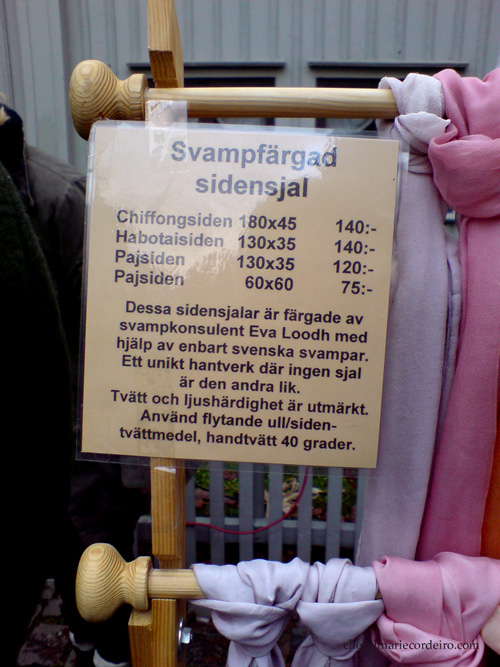 Svampfärgad
sidensjal
Chiffongsiden 180x45 140:-
Habotaisiden 130x35 140:-
Pajsiden 130x35 120:-
Pajsiden 60x60 75:-
Dessa sidensjalar är färgade av
svampkonsulent Eva Loodh med
hjälp av enbart svenska svampar.
Ett unikt hantverk där ingen sjal
är den andra lik.
Tvätt och ljushärdighet är utmärkt.
Använd flytande ull/siden-
tvättmedel, handtvätt 40 grader.